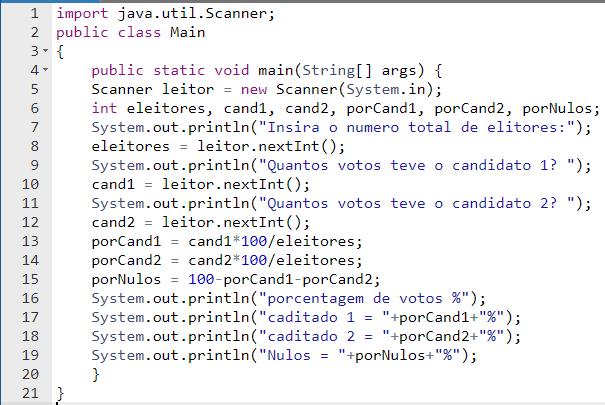 1 import java.util.Scanner;
2 public class Main
3 {
4 public static void main(String[] args) {
5 Scanner leitor = new Scanner(System.in);
6 int eleitores, cand1, cand2, porCand1, porCand2, porNulos;
7 System.out.println("Insira o numero total de elitores:");
8 eleitores = leitor.nextInt();
9 System.out.println("Quantos votos teve o candidato 1? ");
10 cand1 = leitor.nextInt();
11 System.out.println("Quantos votos teve o candidato 2? ");
12 cand2 = leitor.nextInt();
13 porCand1 = cand1*100/eleitores;
14 porCand2 = cand2*100/eleitores;
15 porNulos = 100-porCand1-porCand2;
16 System.out.println("porcentagem de votos %");
17 System.out.println("caditado 1 = "+porCand1+"%");
18 System.out.println("caditado 2 = "+porCand2+"%");
19 System.out.println("Nulos = "+porNulos+"%");
20 }
21 }